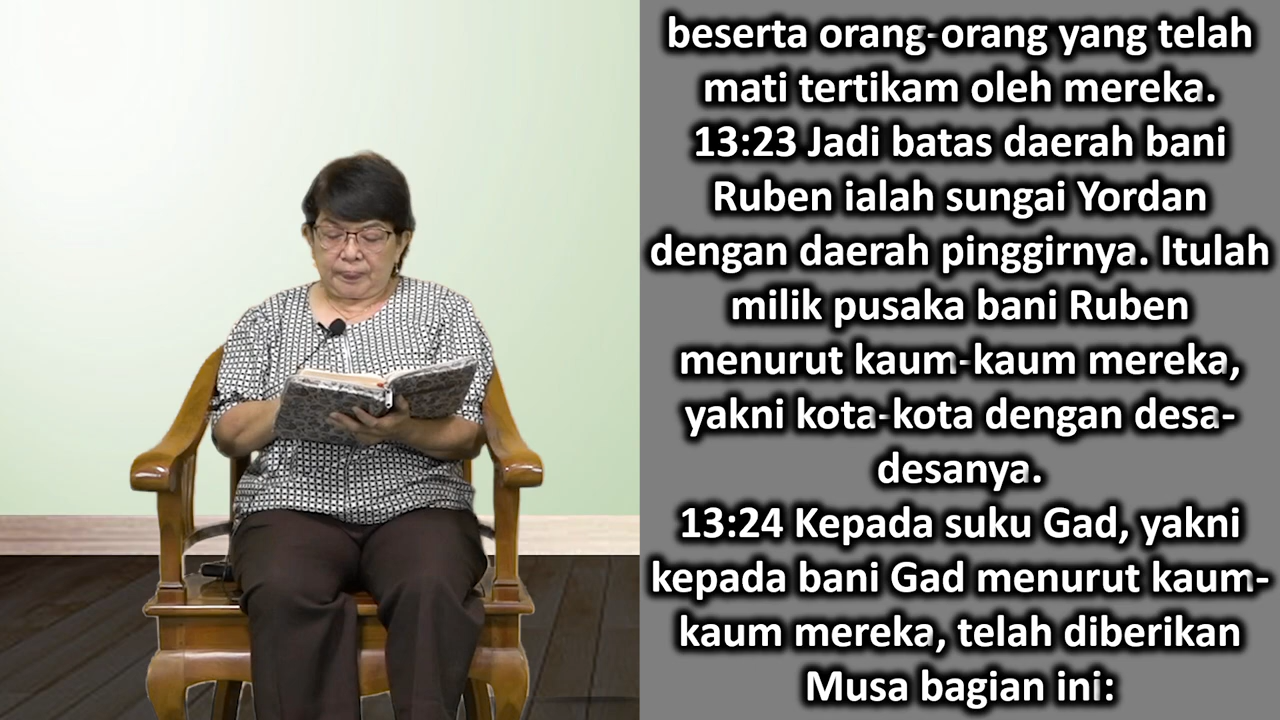 beserta orang-orang yang telah
mati tertikam oleh mereka.
13:23 Jadi batas daerah bani
Ruben ialah sungai Yordan
dengan daerah pinggirnya. Itulah
milik pusaka bani Ruben
menurut kaum-kaum mereka,
yakni kota-kota dengan desa-
desanya.
13:24 Kepada suku Gad, yakni
kepada bani Gad menurut kaum-
kaum mereka, telah diberikan
Musa bagian ini: